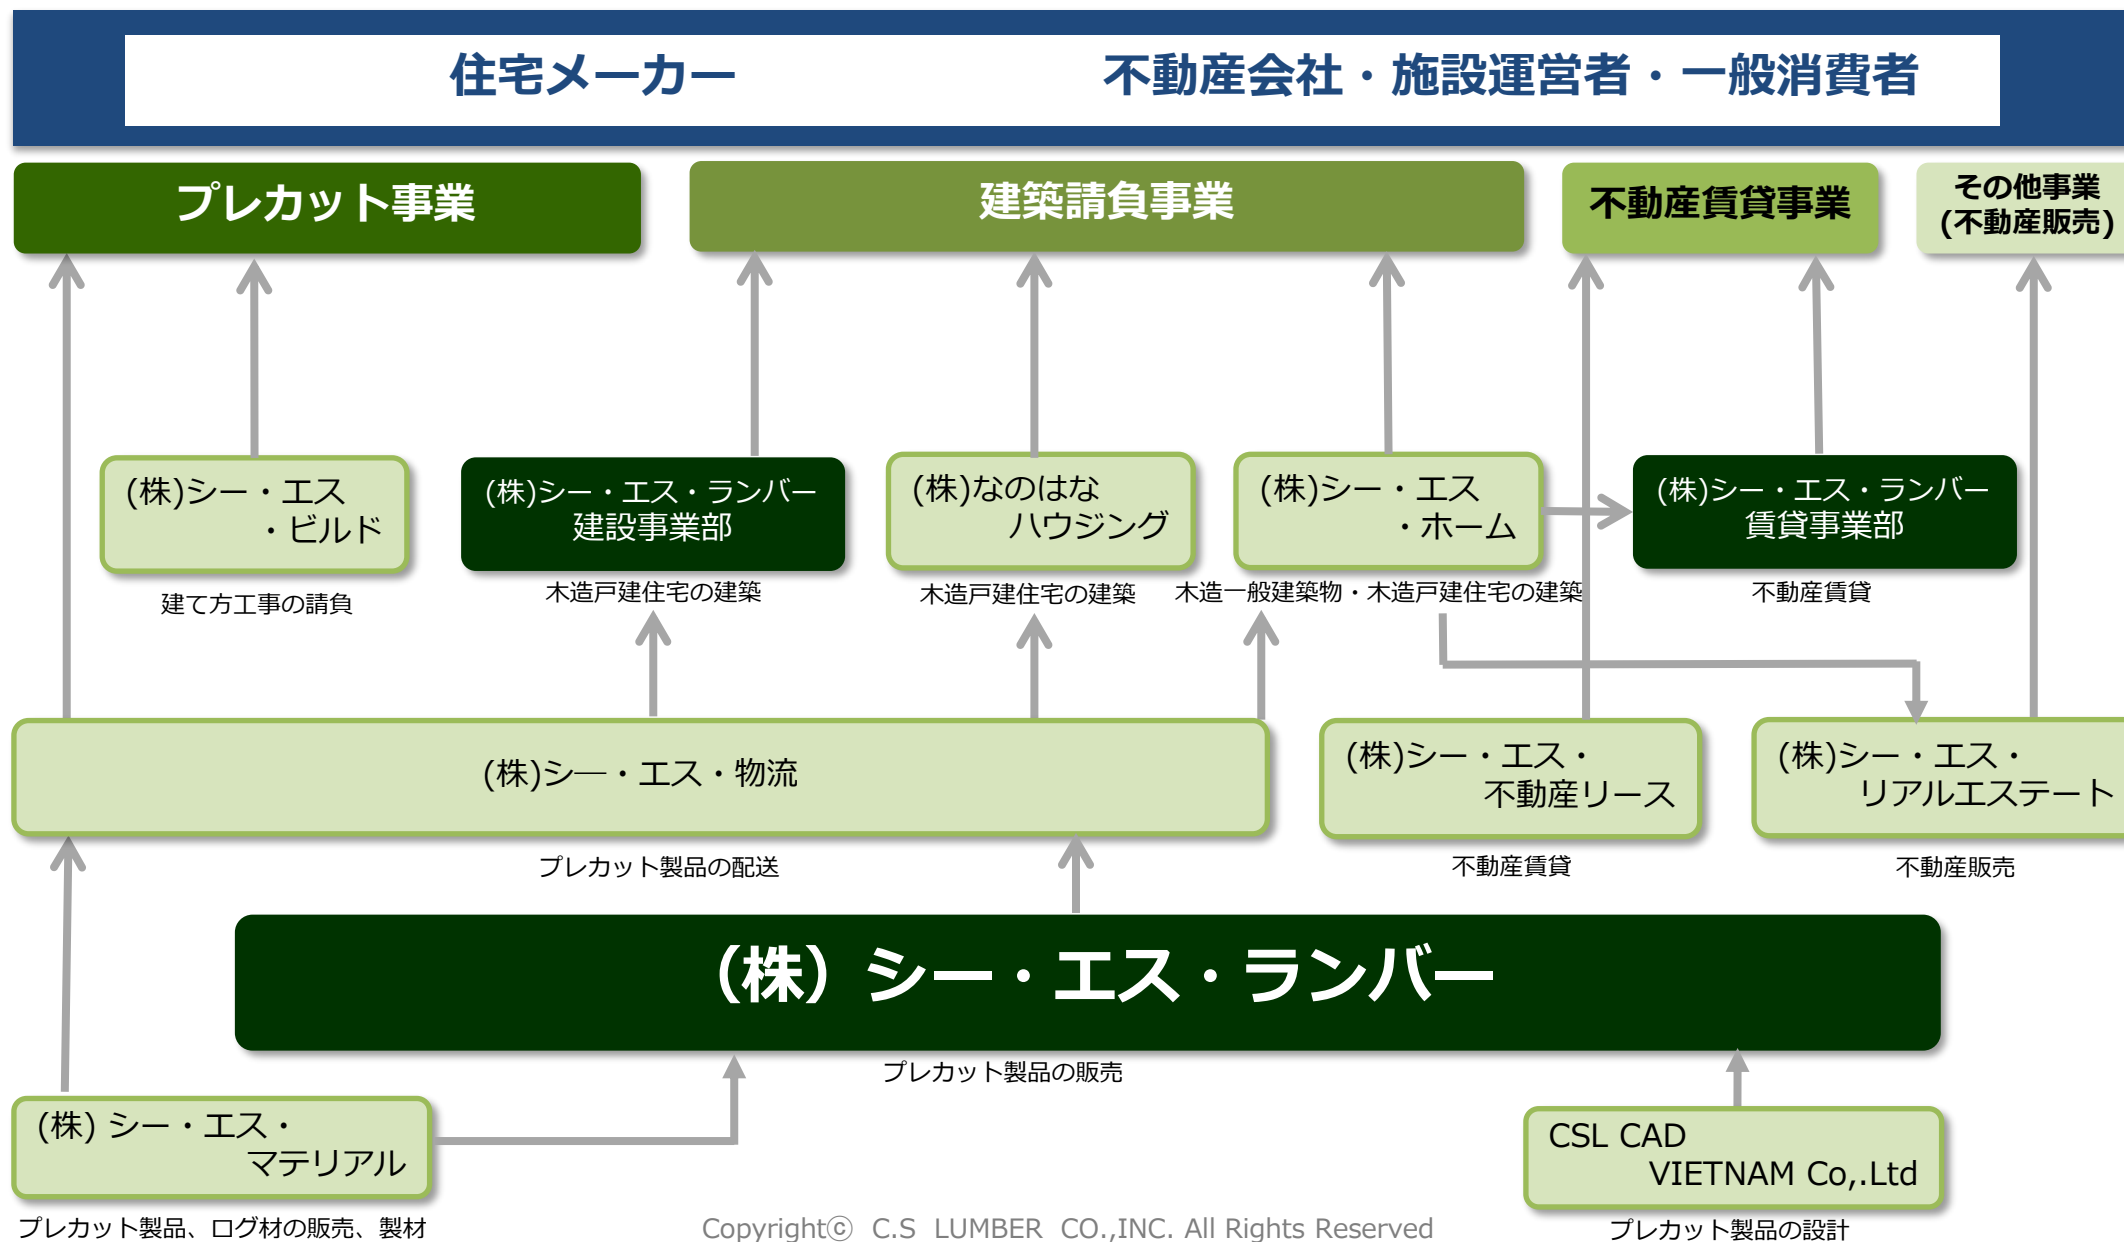 住宅メーカー
不動産会社・施設運営者・一般消費者
プレカット事業
建築請負事業
不動産賃貸事業
その他事業
(不動産販売)
(株)シー・エス
・ビルド
建て方工事の請負
(株)シー・エス・ランバー
建設事業部
木造戸建住宅の建築
(株)なのはな
ハウジング
木造戸建住宅の建築
(株)シー・エス
・ホーム
木造一般建築物・木造戸建住宅の建築
(株)シー・エス・ランバー
賃貸事業部
不動産賃貸
(株)シ―・エス・物流
プレカット製品の配送
(株)シー・エス・
不動産リース
不動産賃貸
(株)シー・エス・
リアルエステート
不動産販売
（株）シー・エス・ランバー
プレカット製品の販売
(株) シー・エス・
マテリアル
プレカット製品、ログ材の販売、製材
CSL CAD
VIETNAM Co,.Ltd
プレカット製品の設計
Copyrightⓒ C.S LUMBER CO.,INC. All Rights Reserved